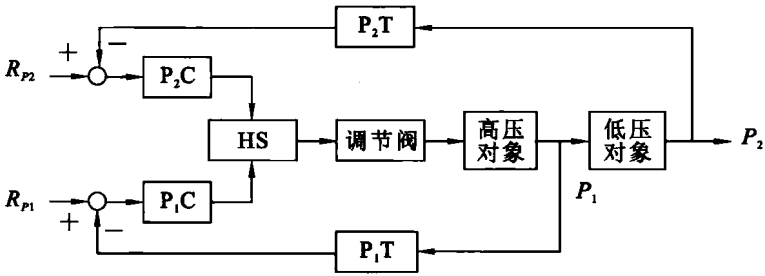 P₂T
+
−
R_{P2}
P₂C
HS
调节阀
高压
对象
低压
对象
P₂
P₁
R_{P1}
+
−
P₁C
P₁T